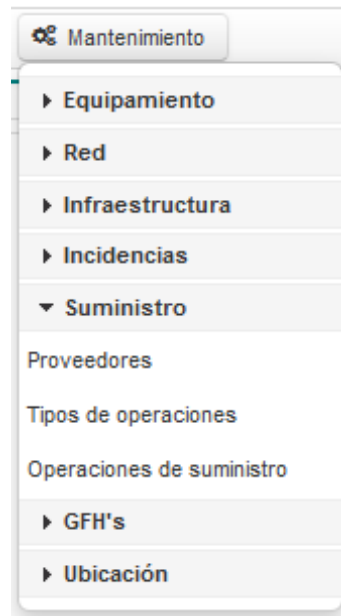 Mantenimiento
Equipamiento
Red
Infraestructura
Incidencias
Suministro
Proveedores
Tipos de operaciones
Operaciones de suministro
GFH's
Ubicación